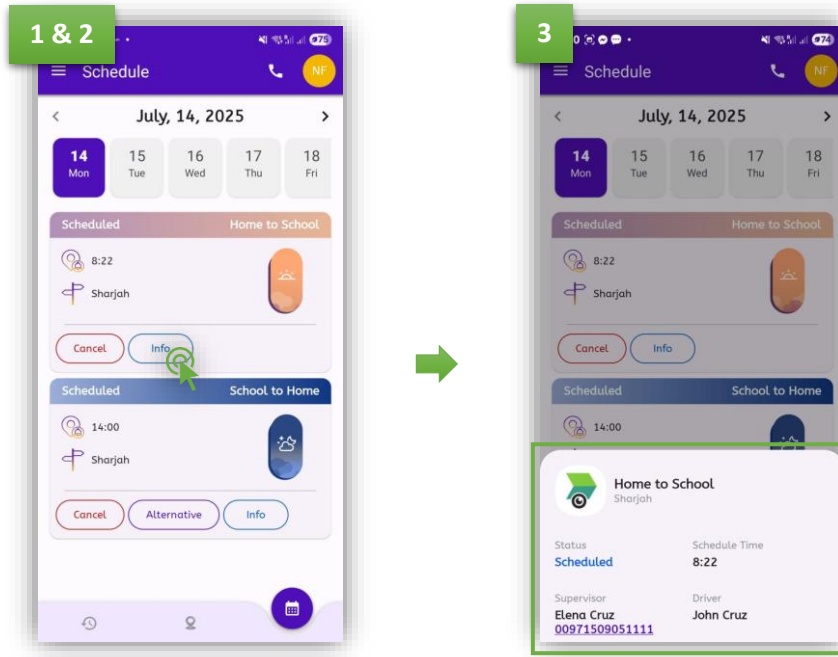 1 & 2
75
Schedule
NF
July, 14, 2025
14
15
16
17
18
Mon
Tue
Wed
Thu
Fri
Scheduled
Home to School
8:22
Sharjah
Cancel
Info
Scheduled
School to Home
14:00
Sharjah
Cancel
Alternative
Info
3
0
74
Schedule
NF
July, 14, 2025
14
15
16
17
18
Mon
Tue
Wed
Thu
Fri
Scheduled
Home to School
8:22
Sharjah
Cancel
Info
Scheduled
School to Home
14:00
Home to School
Sharjah
Status
Schedule Time
Scheduled
8:22
Supervisor
Driver
Elena Cruz
John Cruz
00971509051111